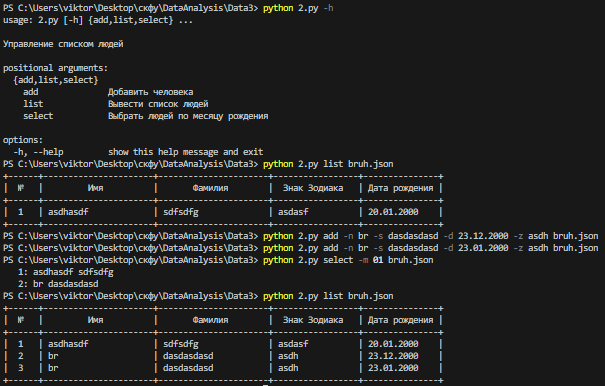 PS C:\Users\viktor\Desktop\скфу\DataAnalysis\Data3> python 2.py -h
usage: 2.py [-h] {add,list,select} ...
Управление списком людей
positional arguments:
{add,list,select}
add Добавить человека
list Вывести список людей
select Выбрать людей по месяцу рождения
options:
-h, --help show this help message and exit
PS C:\Users\viktor\Desktop\скфу\DataAnalysis\Data3> python 2.py list bruh.json
+------+----------------------+----------------------+-----------------+---------------+
| № | Имя | Фамилия | Знак Зодиака | Дата рождения |
+------+----------------------+----------------------+-----------------+---------------+
| 1 | asdhasdf | sdfsdfg | asdasf | 20.01.2000 |
+------+----------------------+----------------------+-----------------+---------------+
PS C:\Users\viktor\Desktop\скфу\DataAnalysis\Data3> python 2.py add -n br -s dasdasdasd -d 23.12.2000 -z asdh bruh.json
PS C:\Users\viktor\Desktop\скфу\DataAnalysis\Data3> python 2.py add -n br -s dasdasdasd -d 23.01.2000 -z asdh bruh.json
PS C:\Users\viktor\Desktop\скфу\DataAnalysis\Data3> python 2.py select -m 01 bruh.json
1: asdhasdf sdfsdfg
2: br dasdasdasd
PS C:\Users\viktor\Desktop\скфу\DataAnalysis\Data3> python 2.py list bruh.json
+------+----------------------+----------------------+-----------------+---------------+
| № | Имя | Фамилия | Знак Зодиака | Дата рождения |
+------+----------------------+----------------------+-----------------+---------------+
| 1 | asdhasdf | sdfsdfg | asdasf | 20.01.2000 |
| 2 | br | dasdasdasd | asdh | 23.12.2000 |
| 3 | br | dasdasdasd | asdh | 23.01.2000 |
+------+----------------------+----------------------+-----------------+---------------+